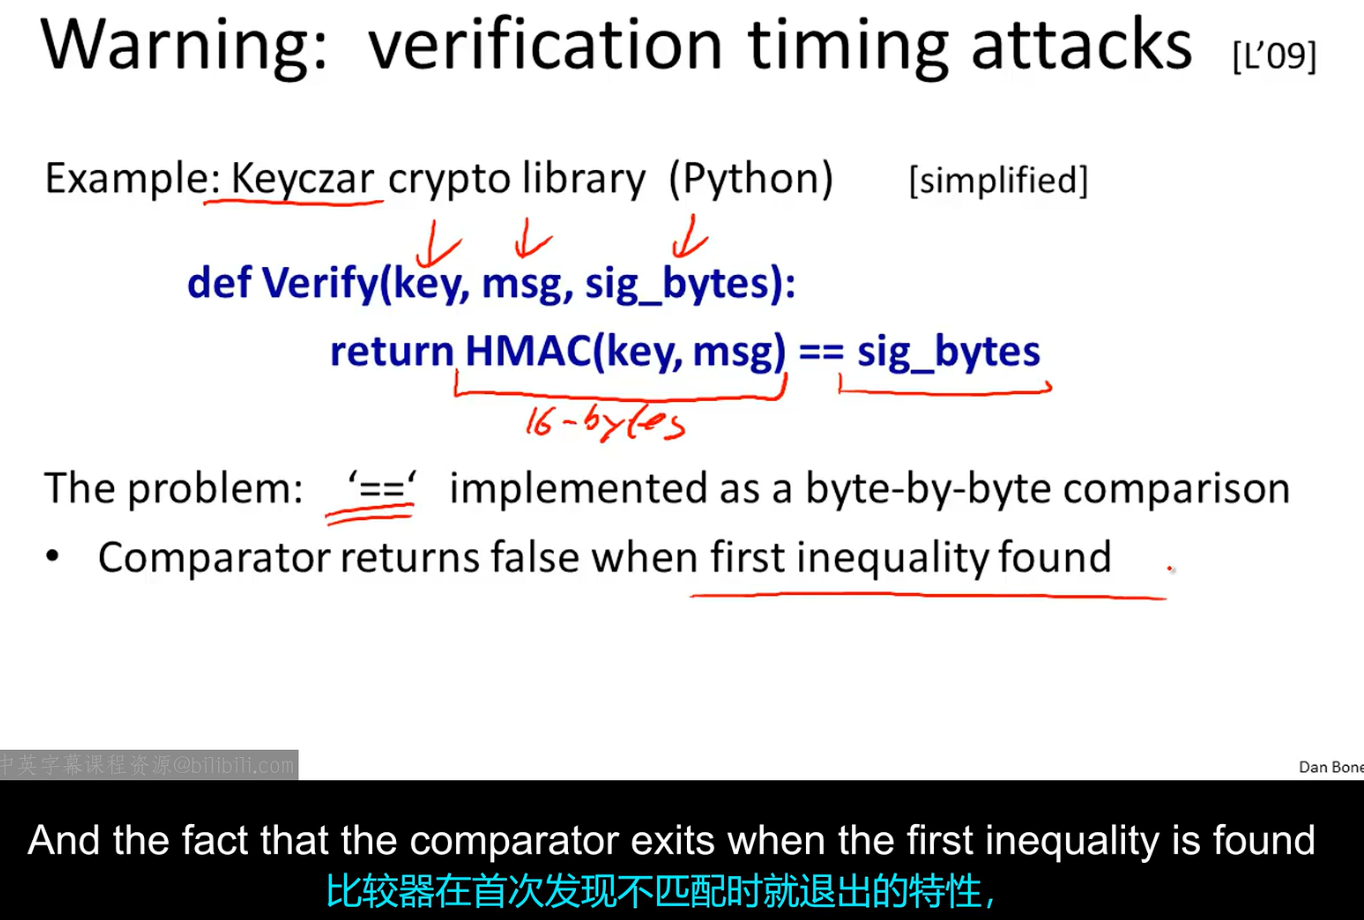 Warning: verification timing attacks [L’09]
Example: Keyczar crypto library (Python) [simplified]
def Verify(key, msg, sig_bytes):
return HMAC(key, msg) == sig_bytes
16-bytes
The problem: ‘==‘ implemented as a byte-by-byte comparison
• Comparator returns false when first inequality found
中英字幕课程资源@bilibili.com
Dan Bone
And the fact that the comparator exits when the first inequality is found
比较器在首次发现不匹配时就退出的特性，